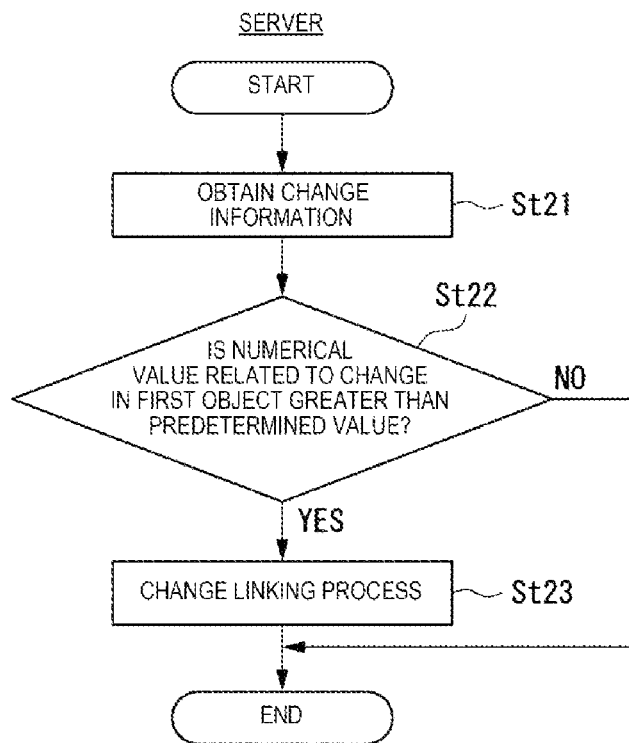 SERVER
START
OBTAIN CHANGE
INFORMATION
St21
St22
IS NUMERICAL
VALUE RELATED TO CHANGE
IN FIRST OBJECT GREATER THAN
PREDETERMINED VALUE?
NO
YES
CHANGE LINKING PROCESS
St23
END